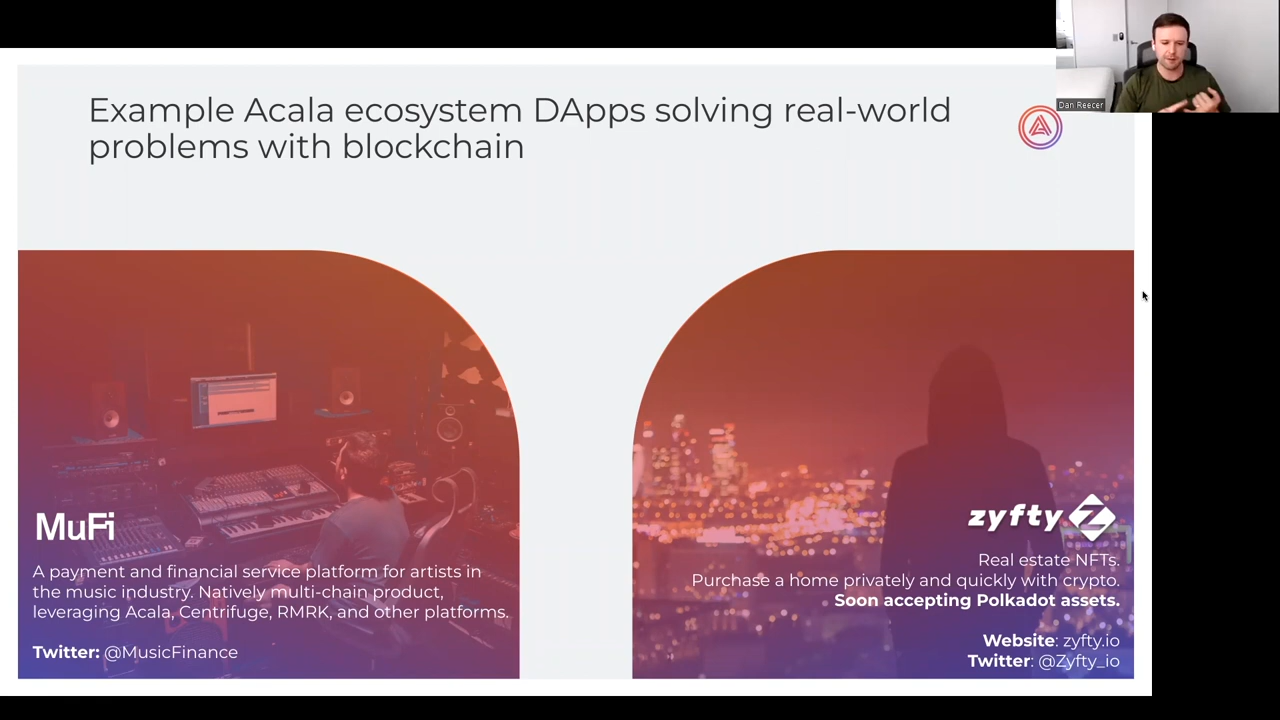 Dan Reecer
Example Acala ecosystem DApps solving real-world
problems with blockchain
MuFi
A payment and financial service platform for artists in
the music industry. Natively multi-chain product,
leveraging Acala, Centrifuge, RMRK, and other platforms.
Twitter: @MusicFinance
zyfty
Real estate NFTs.
Purchase a home privately and quickly with crypto.
Soon accepting Polkadot assets.
Website: zyfty.io
Twitter: @Zyfty_io